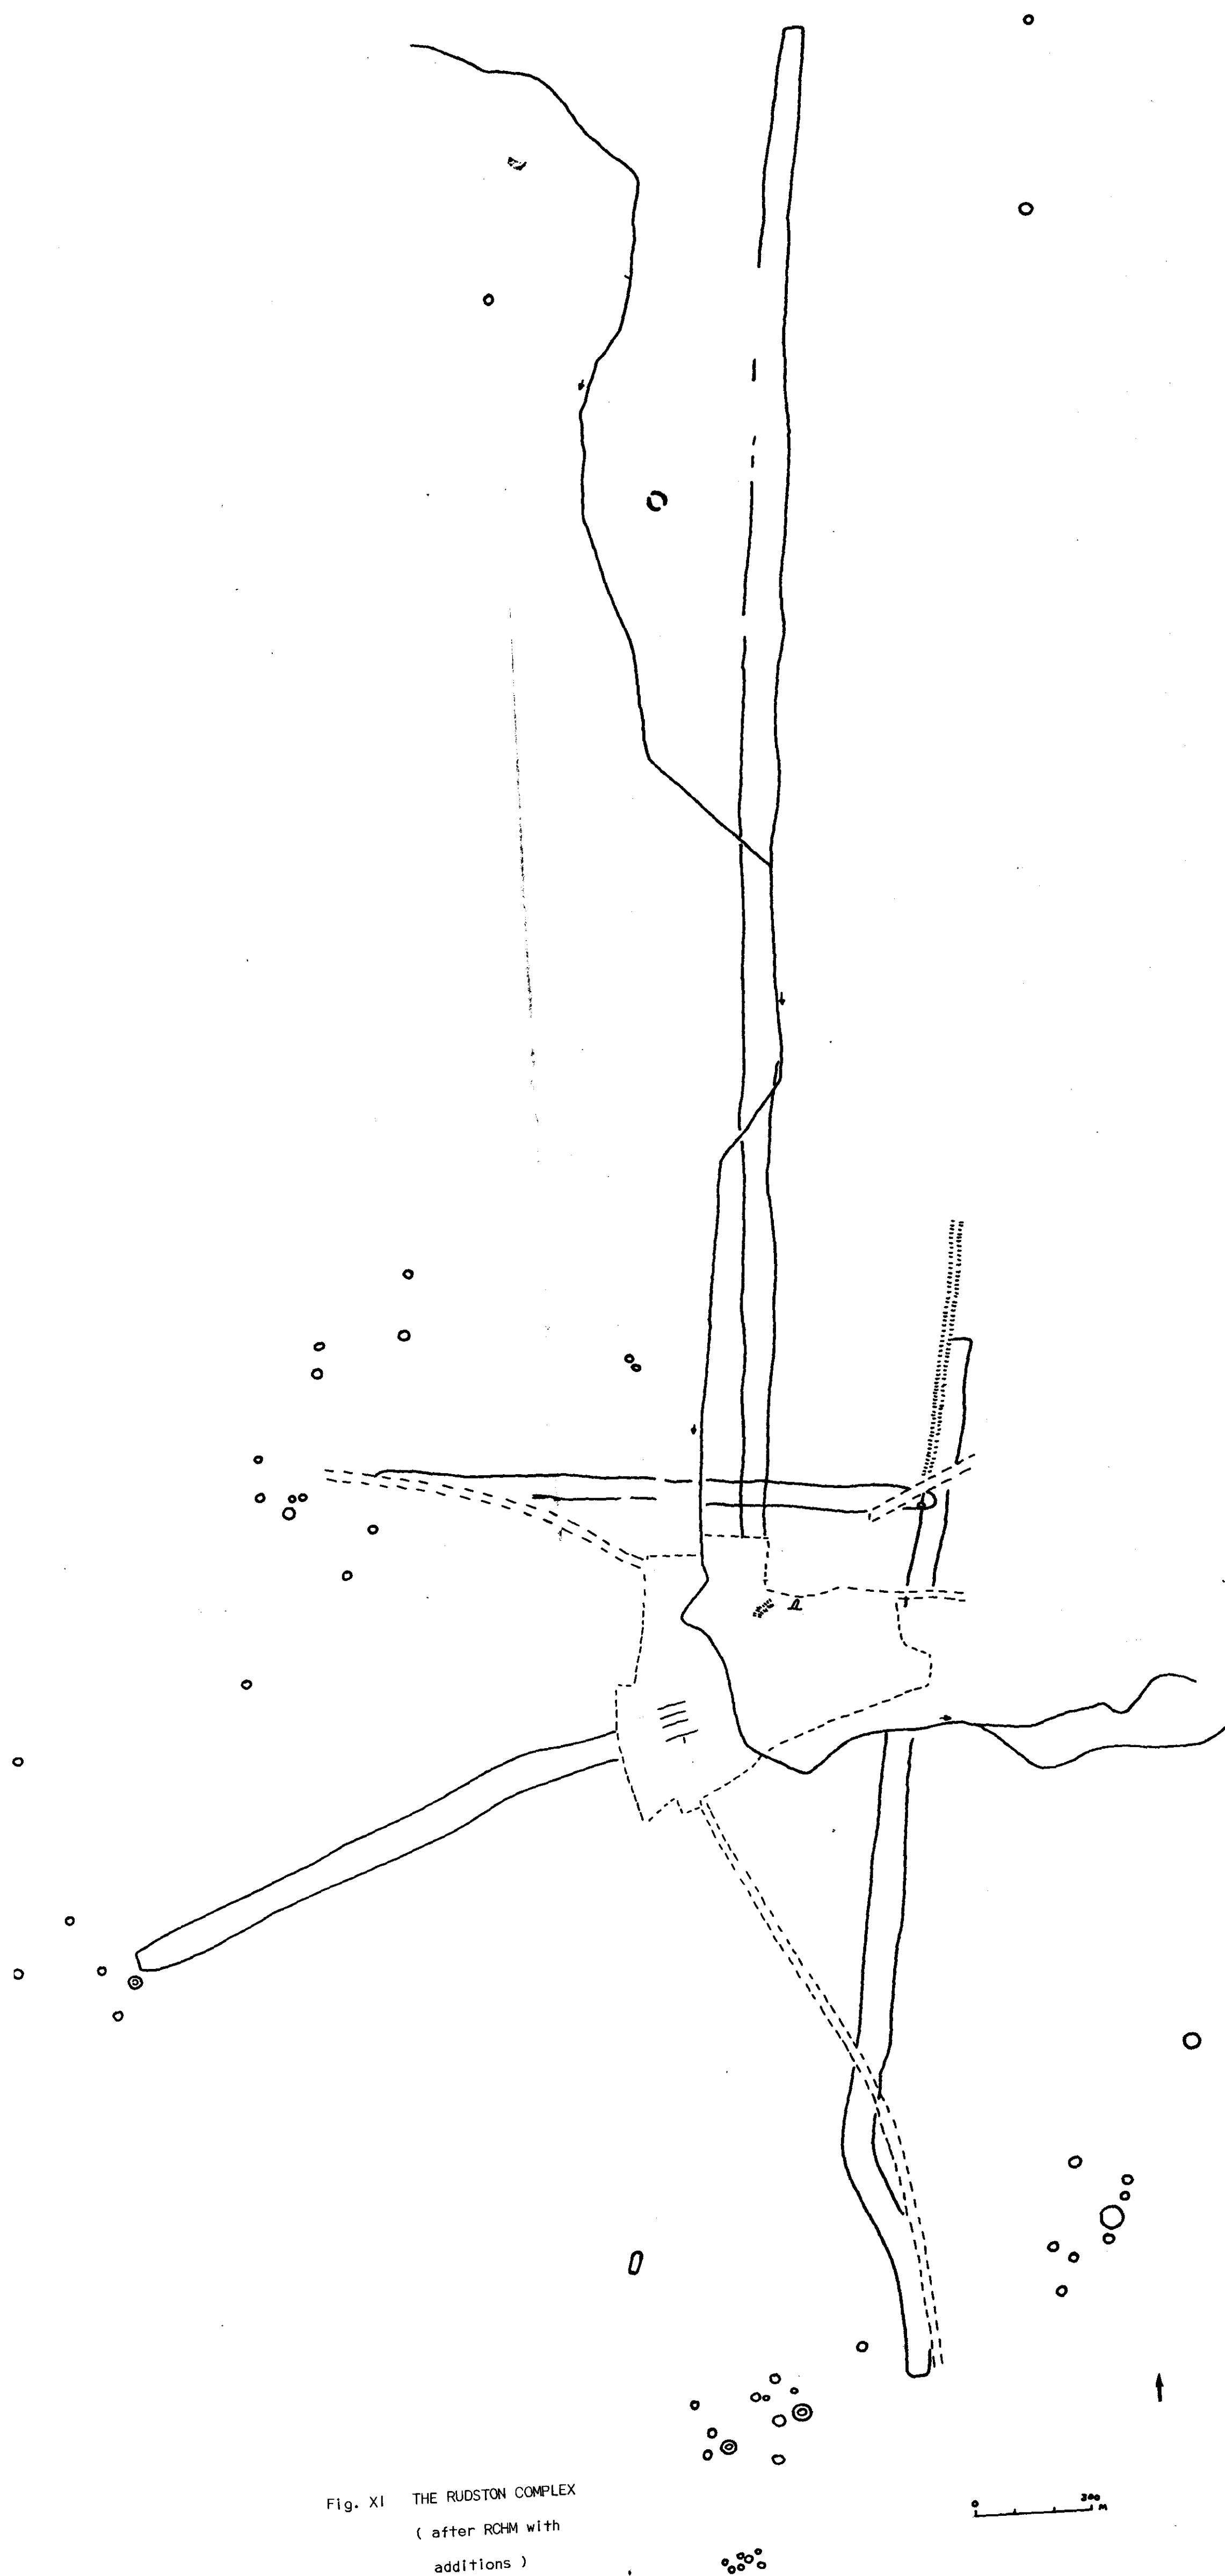 Fig. XI THE RUDSTON COMPLEX
( after RCHM with
additions )
0 300
M